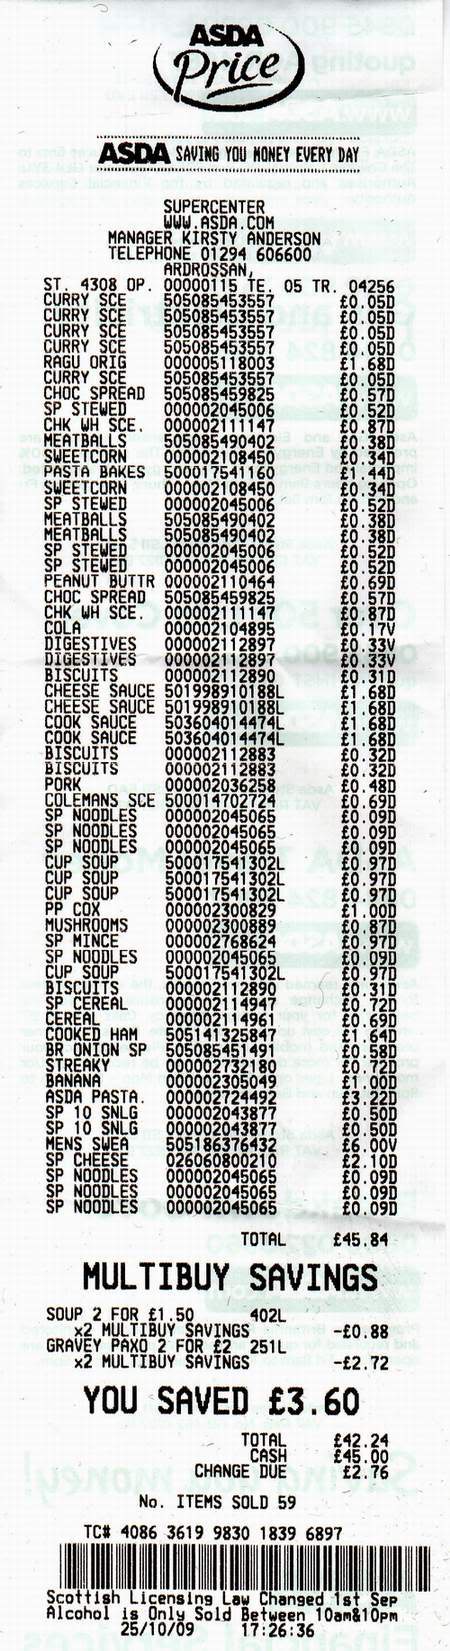 ASDA
Price
ASDA SAVING YOU MONEY EVERY DAY
SUPERCENTER
WWW.ASDA.COM
MANAGER KIRSTY ANDERSON
TELEPHONE 01294 606600
ARDROSSAN,
ST. 4308 OP. 00000115 TE. 05 TR. 04256
CURRY SCE 505085453557 £0.05D
CURRY SCE 505085453557 £0.05D
CURRY SCE 505085453557 £0.05D
CURRY SCE 505085453557 £0.05D
RAGU ORIG 000005118003 £1.68D
CURRY SCE 505085453557 £0.05D
CHOC SPREAD 505085459825 £0.57D
SP STEWED 000002045006 £0.52D
CHK WH SCE. 000002111147 £0.87D
MEATBALLS 505085490402 £0.38D
SWEETCORN 000002108450 £0.34D
PASTA BAKES 500017541160 £1.44D
SWEETCORN 000002108450 £0.34D
SP STEWED 000002045006 £0.52D
MEATBALLS 505085490402 £0.38D
MEATBALLS 505085490402 £0.38D
SP STEWED 000002045006 £0.52D
SP STEWED 000002045006 £0.52D
PEANUT BUTTR 000002110464 £0.69D
CHOC SPREAD 505085459825 £0.57D
CHK WH SCE. 000002111147 £0.87D
COLA 000002104895 £0.17V
DIGESTIVES 000002112897 £0.33V
DIGESTIVES 000002112897 £0.33V
BISCUITS 000002112890 £0.31D
CHEESE SAUCE 501998910188L £1.68D
CHEESE SAUCE 501998910188L £1.68D
COOK SAUCE 503604014474L £1.68D
COOK SAUCE 503604014474L £1.68D
BISCUITS 000002112883 £0.32D
BISCUITS 000002112883 £0.32D
PORK 000002036258 £0.48D
COLEMANS SCE 500014702724 £0.69D
SP NOODLES 000002045065 £0.09D
SP NOODLES 000002045065 £0.09D
SP NOODLES 000002045065 £0.09D
CUP SOUP 500017541302L £0.97D
CUP SOUP 500017541302L £0.97D
CUP SOUP 500017541302L £0.97D
PP COX 000002300829 £1.00D
MUSHROOMS 000002300889 £0.87D
SP MINCE 000002768624 £0.97D
SP NOODLES 000002045065 £0.09D
CUP SOUP 500017541302L £0.97D
BISCUITS 000002112890 £0.31D
SP CEREAL 000002114947 £0.72D
CEREAL 000002114961 £0.69D
COOKED HAM 505141325847 £1.64D
BR ONION SP 505085451491 £0.58D
STREAKY 000002732180 £0.72D
BANANA 000002305049 £1.00D
ASDA PASTA. 000002724492 £3.22D
SP 10 SNLG 000002043877 £0.50D
SP 10 SNLG 000002043877 £0.50D
MENS SWEA 505186376432 £6.00V
SP CHEESE 026060800210 £2.10D
SP NOODLES 000002045065 £0.09D
SP NOODLES 000002045065 £0.09D
SP NOODLES 000002045065 £0.09D
TOTAL £45.84
MULTIBUY SAVINGS
SOUP 2 FOR £1.50 402L
x2 MULTIBUY SAVINGS -£0.88
GRAVEY PAXO 2 FOR £2 251L
x2 MULTIBUY SAVINGS -£2.72
YOU SAVED £3.60
TOTAL £42.24
CASH £45.00
CHANGE DUE £2.76
No. ITEMS SOLD 59
TC# 4086 3619 9830 1839 6897
Scottish Licensing Law Changed 1st Sep
Alcohol is Only Sold Between 10am&10pm
25/10/09 17:26:36